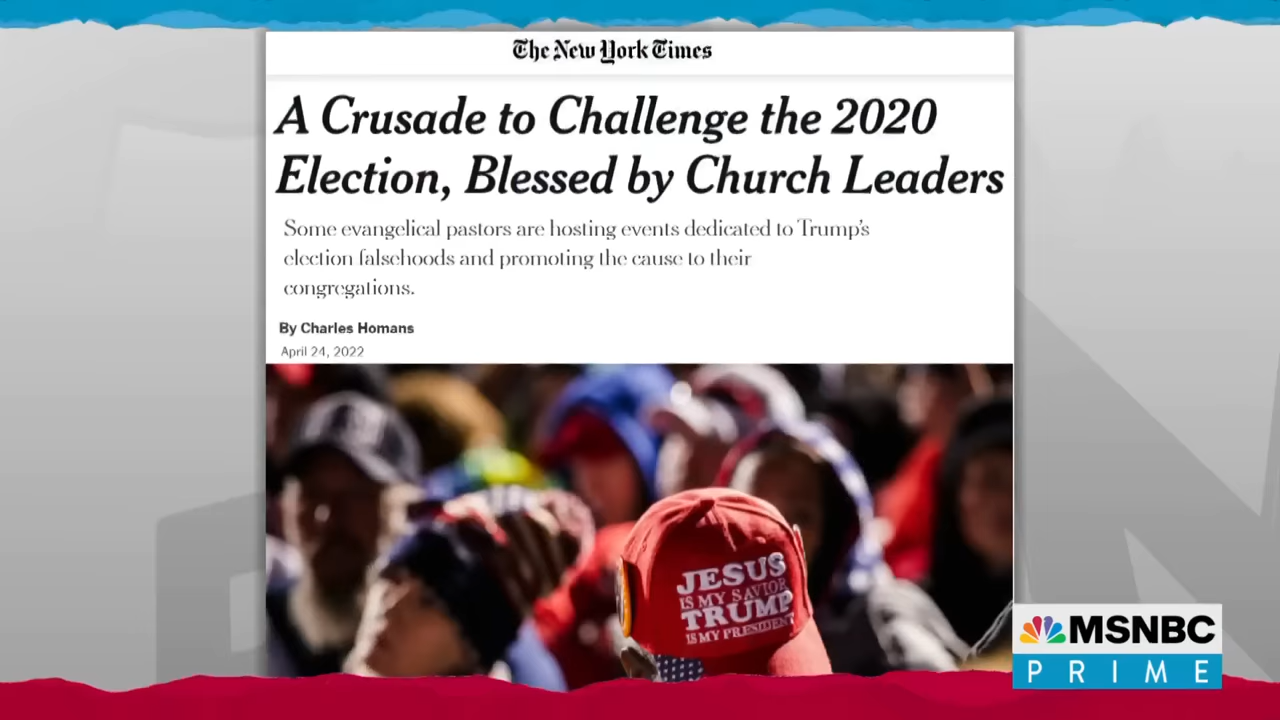 The New York Times
A Crusade to Challenge the 2020
Election, Blessed by Church Leaders
Some evangelical pastors are hosting events dedicated to Trump's
election falsehoods and promoting the cause to their
congregations.
By Charles Homans
April 24, 2022
JESUS
IS MY SAVIOR
TRUMP
IS MY PRESIDENT
MSNBC
PRIME